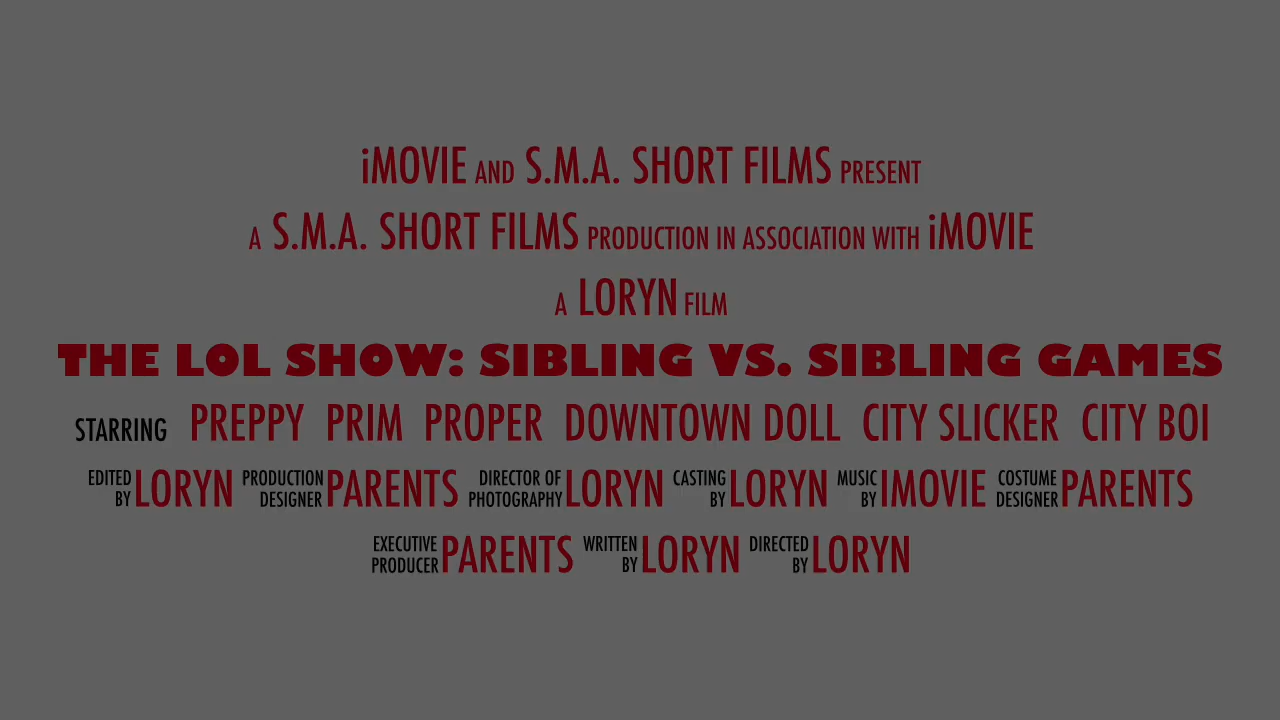 iMOVIE AND S.M.A. SHORT FILMS PRESENT
A S.M.A. SHORT FILMS PRODUCTION IN ASSOCIATION WITH iMOVIE
A LORYN FILM
THE LOL SHOW: SIBLING VS. SIBLING GAMES
STARRING PREPPY PRIM PROPER DOWNTOWN DOLL CITY SLICKER CITY BOI
EDITED BY LORYN PRODUCTION DESIGNER PARENTS DIRECTOR OF PHOTOGRAPHY LORYN CASTING BY LORYN MUSIC BY IMOVIE COSTUME DESIGNER PARENTS
EXECUTIVE PRODUCER PARENTS WRITTEN BY LORYN DIRECTED BY LORYN